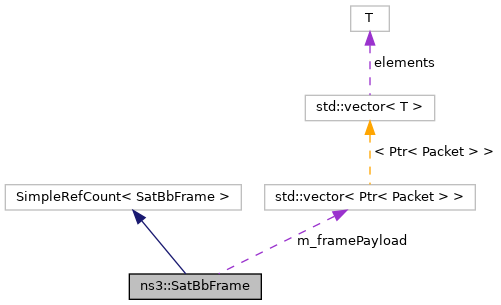 T
elements
std::vector< T >
< Ptr< Packet > >
SimpleRefCount< SatBbFrame >
std::vector< Ptr< Packet > >
m_framePayload
ns3::SatBbFrame